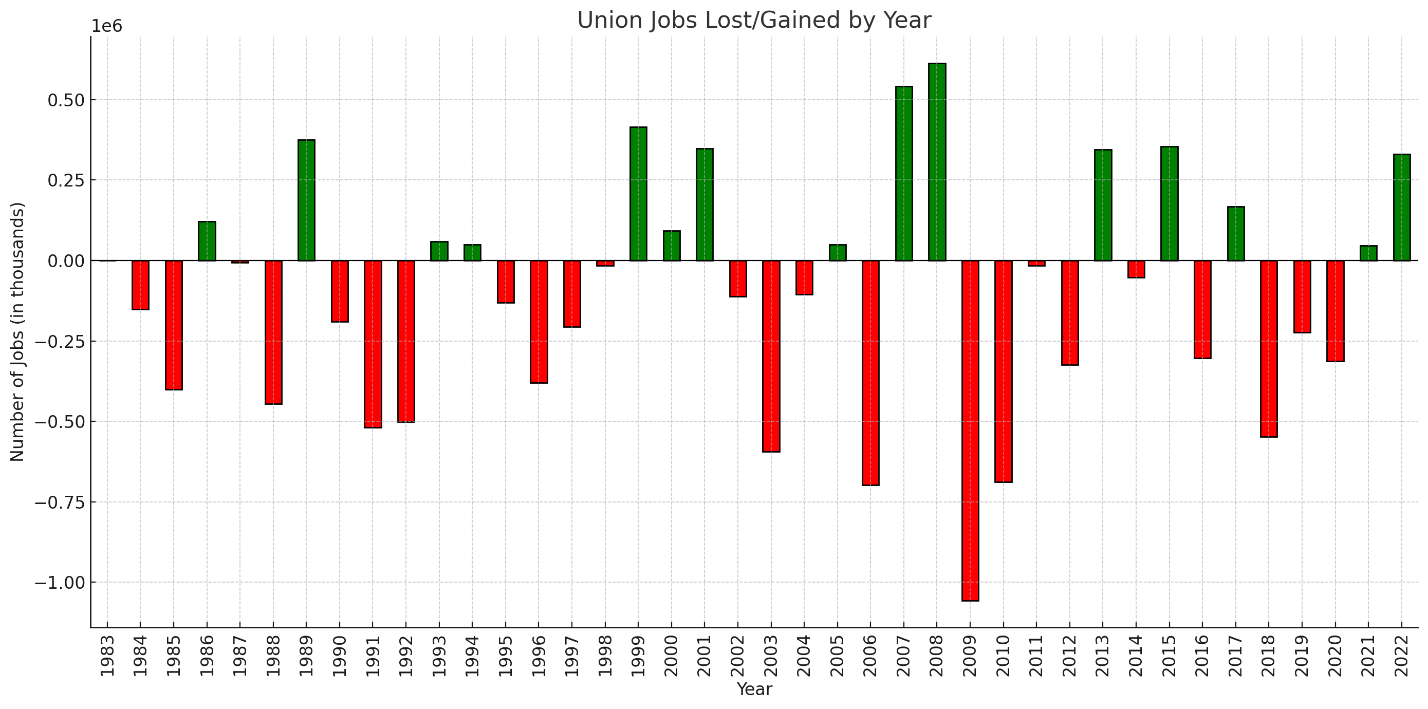 Union Jobs Lost/Gained by Year
1e6
0.50
0.25
0.00
−0.25
−0.50
−0.75
−1.00
Number of Jobs (in thousands)
1983 1984 1985 1986 1987 1988 1989 1990 1991 1992 1993 1994 1995 1996 1997 1998 1999 2000 2001 2002 2003 2004 2005 2006 2007 2008 2009 2010 2011 2012 2013 2014 2015 2016 2017 2018 2019 2020 2021 2022
Year